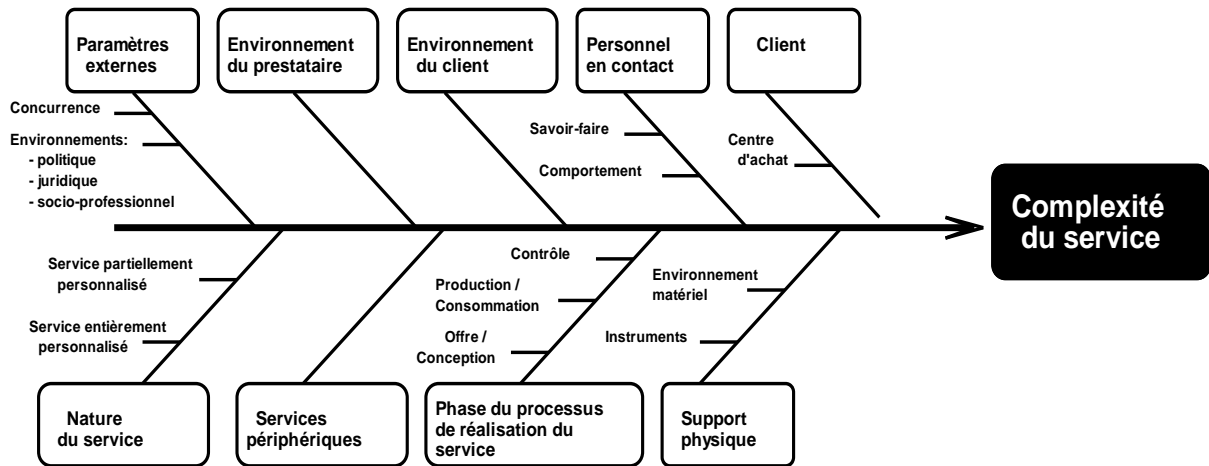 Paramètres
externes
Environnement
du prestataire
Environnement
du client
Personnel
en contact
Client
Concurrence
Environnements:
- politique
- juridique
- socio-professionnel
Savoir-faire
Comportement
Centre
d'achat
Complexité
du service
Service partiellement
personnalisé
Service entièrement
personnalisé
Contrôle
Production /
Consommation
Offre /
Conception
Environnement
matériel
Instruments
Nature
du service
Services
périphériques
Phase du processus
de réalisation du
service
Support
physique